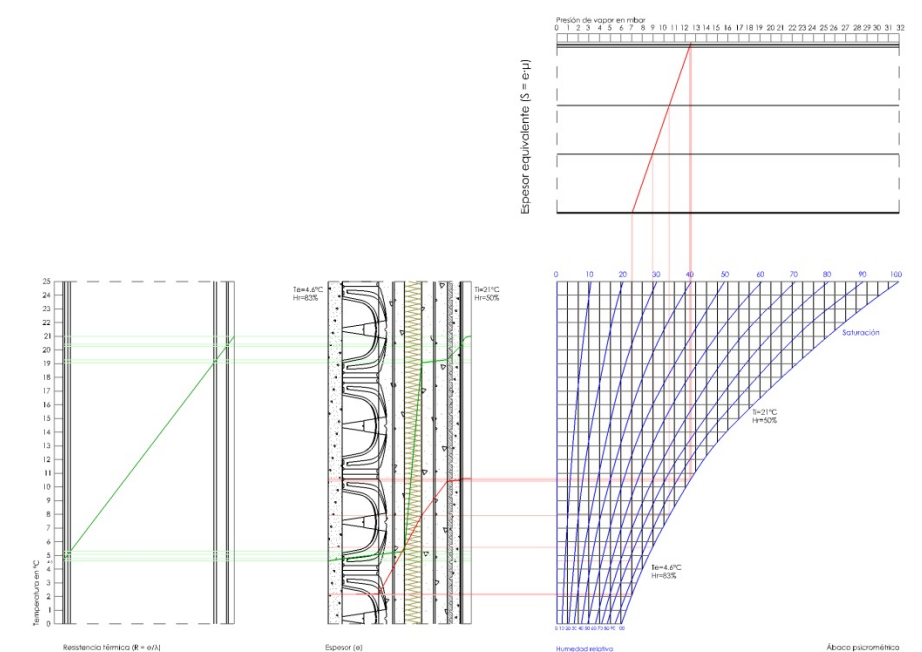 Presión de vapor en mbar
0 1 2 3 4 5 6 7 8 9 10 11 12 13 14 15 16 17 18 19 20 21 22 23 24 25 26 27 28 29 30 31 32
Espesor equivalente (S = e·μ)
25
24
23
22
21
20
19
18
17
16
15
14
13
12
11
10
9
8
7
6
5
3
2
1
0
Temperatura en ºC
Resistencia térmica (R = e/λ)
Te=4.6ºC
Hr=83%
Ti=21ºC
Hr=50%
Espesor (e)
0 10 20 30 40 50 60 70 80 90 100
Saturación
Ti=21ºC
Hr=50%
Te=4.6ºC
Hr=83%
Humedad relativa
Ábaco psicrométrico